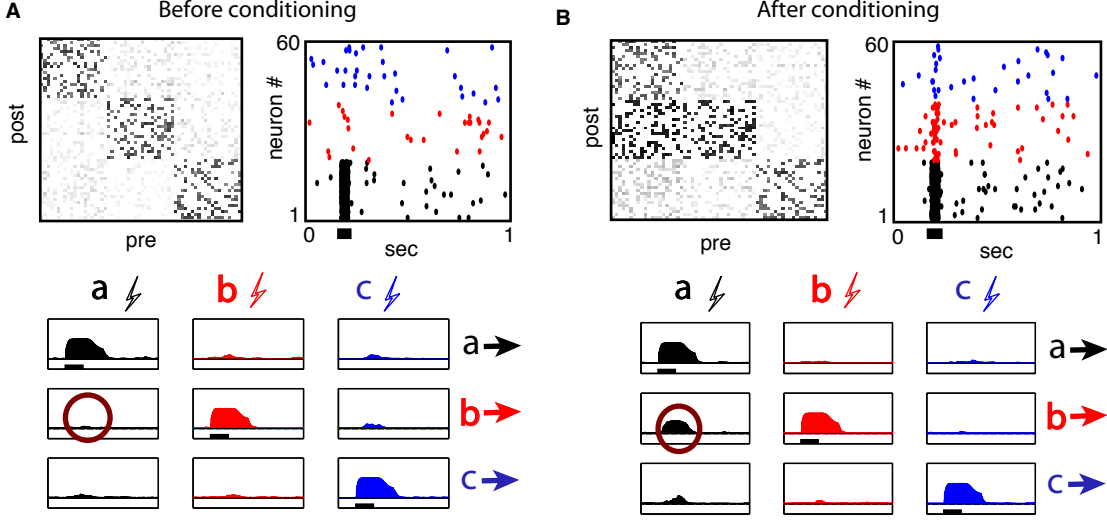 A
Before conditioning
post
pre
60
neuron #
1
0
sec
1
a
b
c
a
b
c
B
After conditioning
post
pre
60
neuron #
1
0
sec
1
a
b
c
a
b
c